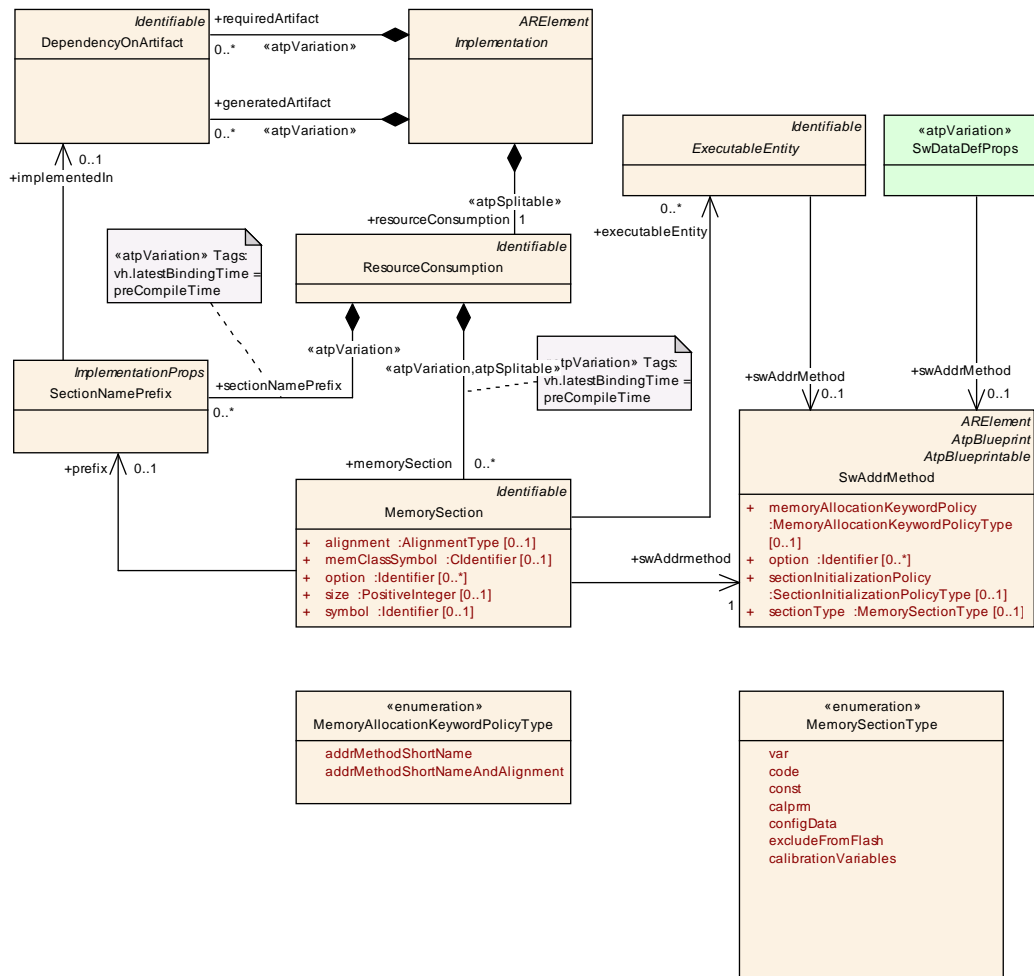 Identifiable
DependencyOnArtifact
+requiredArtifact
0..*
«atpVariation»
+generatedArtifact
0..*
«atpVariation»
ARElement
Implementation
Identifiable
ExecutableEntity
«atpVariation»
SwDataDefProps
0..1
+implementedIn
«atpSplitable»
+resourceConsumption
1
0..*
+executableEntity
«atpVariation» Tags:
vh.latestBindingTime =
preCompileTime
Identifiable
ResourceConsumption
«atpVariation»
«atpVariation,atpSplitable»
tpVariation» Tags:
vh.latestBindingTime =
preCompileTime
ImplementationProps
SectionNamePrefix
+sectionNamePrefix
0..*
+swAddrMethod
0..1
+swAddrMethod
0..1
+prefix
0..1
+memorySection
0..*
ARElement
AtpBlueprint
AtpBlueprintable
SwAddrMethod
+ memoryAllocationKeywordPolicy
:MemoryAllocationKeywordPolicyType
[0..1]
+ option :Identifier [0..*]
+ sectionInitializationPolicy
:SectionInitializationPolicyType [0..1]
+ sectionType :MemorySectionType [0..1]
Identifiable
MemorySection
+ alignment :AlignmentType [0..1]
+ memClassSymbol :CIdentifier [0..1]
+ option :Identifier [0..*]
+ size :PositiveInteger [0..1]
+ symbol :Identifier [0..1]
+swAddrmethod
1
«enumeration»
MemoryAllocationKeywordPolicyType
addrMethodShortName
addrMethodShortNameAndAlignment
«enumeration»
MemorySectionType
var
code
const
calprm
configData
excludeFromFlash
calibrationVariables